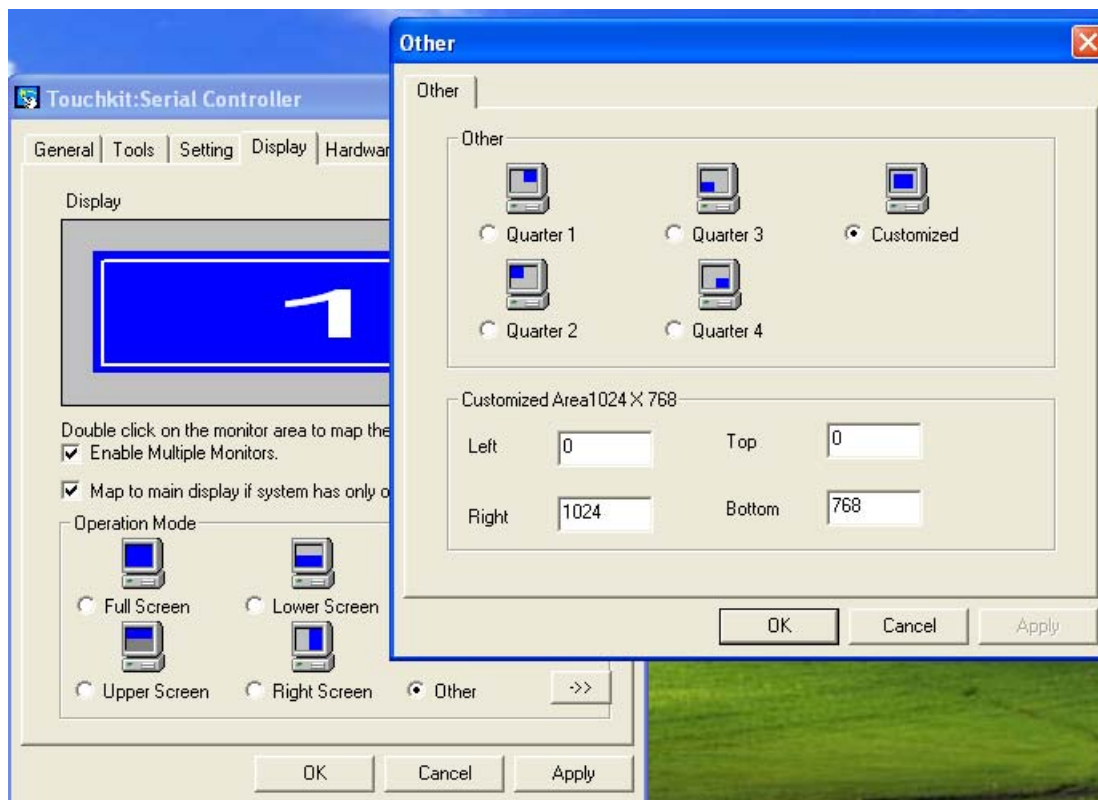 Other
Touchkit:Serial Controller
Other
General Tools Setting Display
Other
Display
Quarter 1 Quarter 3 Customized
1
Quarter 2 Quarter 4
Customized Area1024 X 768
Double click on the monitor area to map the
Left 0 Top 0
Enable Multiple Monitors.
Map to main display if system has only
Right 1024 Bottom 768
Operation Mode
Full Screen Lower Screen
OK Cancel Apply
Upper Screen Right Screen Other ->>
OK Cancel Apply